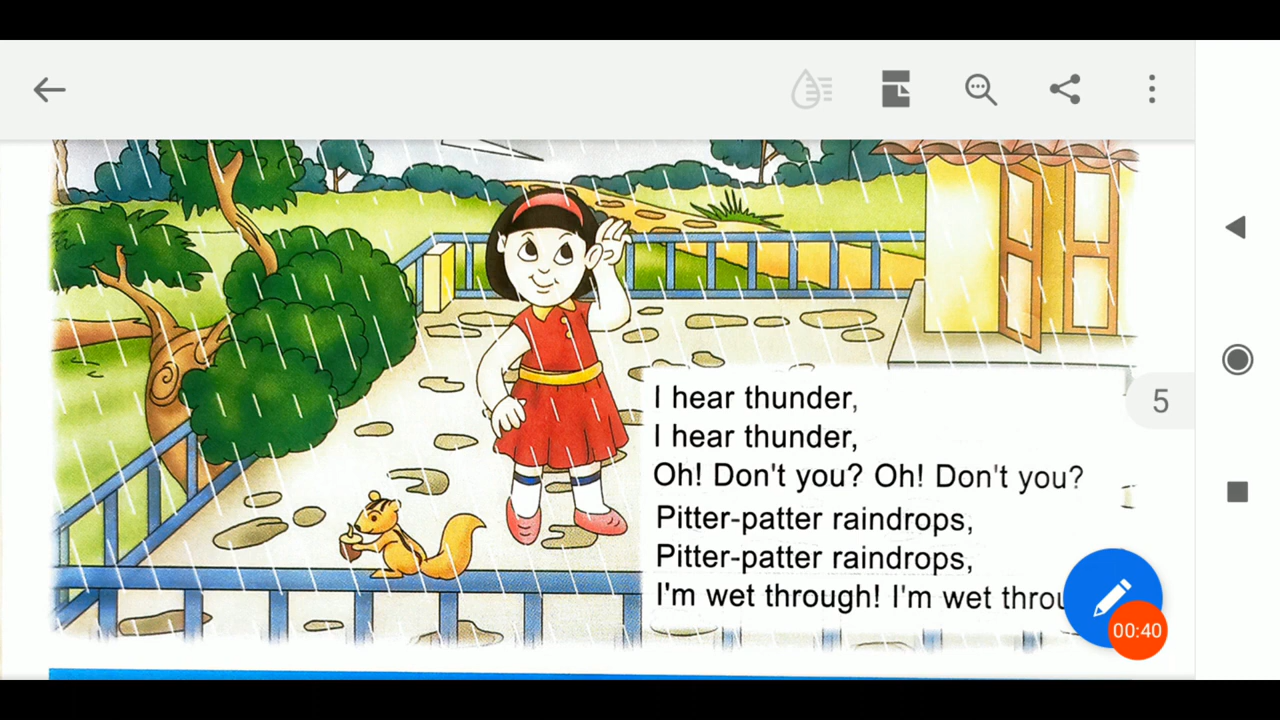 I hear thunder,
5
I hear thunder,
Oh! Don't you? Oh! Don't you?
Pitter-patter raindrops,
Pitter-patter raindrops,
I'm wet through! I'm wet throu
00:40